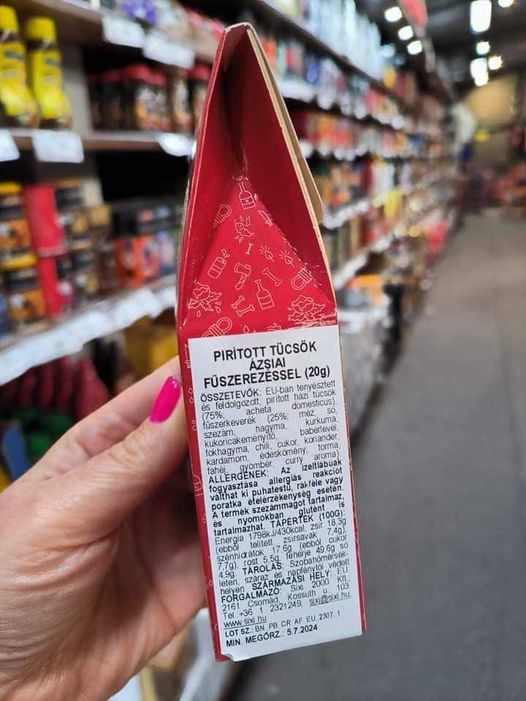 PIRÍTOTT TÜCSÖK
ÁZSIAI
FŰSZEREZÉSSEL (20g)
ÖSSZETEVŐK: EU-ban tenyésztett
és feldolgozott, pirított házi tücsök
(75%, acheta domesticus),
fűszerkeverék (25%, méz, só,
szezám, hagyma, kurkuma,
kukoricakeményítő, babérlevél,
fokhagyma, chili, cukor, koriander,
kardamom, édeskömény, torma,
fahéj, gyömbér, curry aroma)
ALLERGÉNEK: Az ízeltlábúak
fogyasztása allergiás reakciót
válthat ki puhatestű, rákféle vagy
poratka ételérzékenység esetén.
A termék szezámmagot tartalmaz,
és nyomokban glutént is
tartalmazhat. TÁPÉRTÉK (100G):
Energia 1798kJ/430kcal, zsír 18,3g
(ebből telített zsírsavak 7,4g),
szénhidrátok 17,6g (ebből cukor
7,7g), rost 5,5g, fehérje 49,6g só
4,9g. TÁROLÁS: Szobahőmérsék-
leten, száraz és napfénytől védett
helyen SZÁRMAZÁSI HELY: EU
FORGALMAZÓ: Sixi 2000 Kft.,
2161 Csomád, Kossuth u. 103
Tel +36 1 2321249, sixi@sixi.hu,
www.sixi.hu
LOT SZ.: BN PB CR AF EU 2307 1
MIN. MEGŐRZ.: 5.7.2024